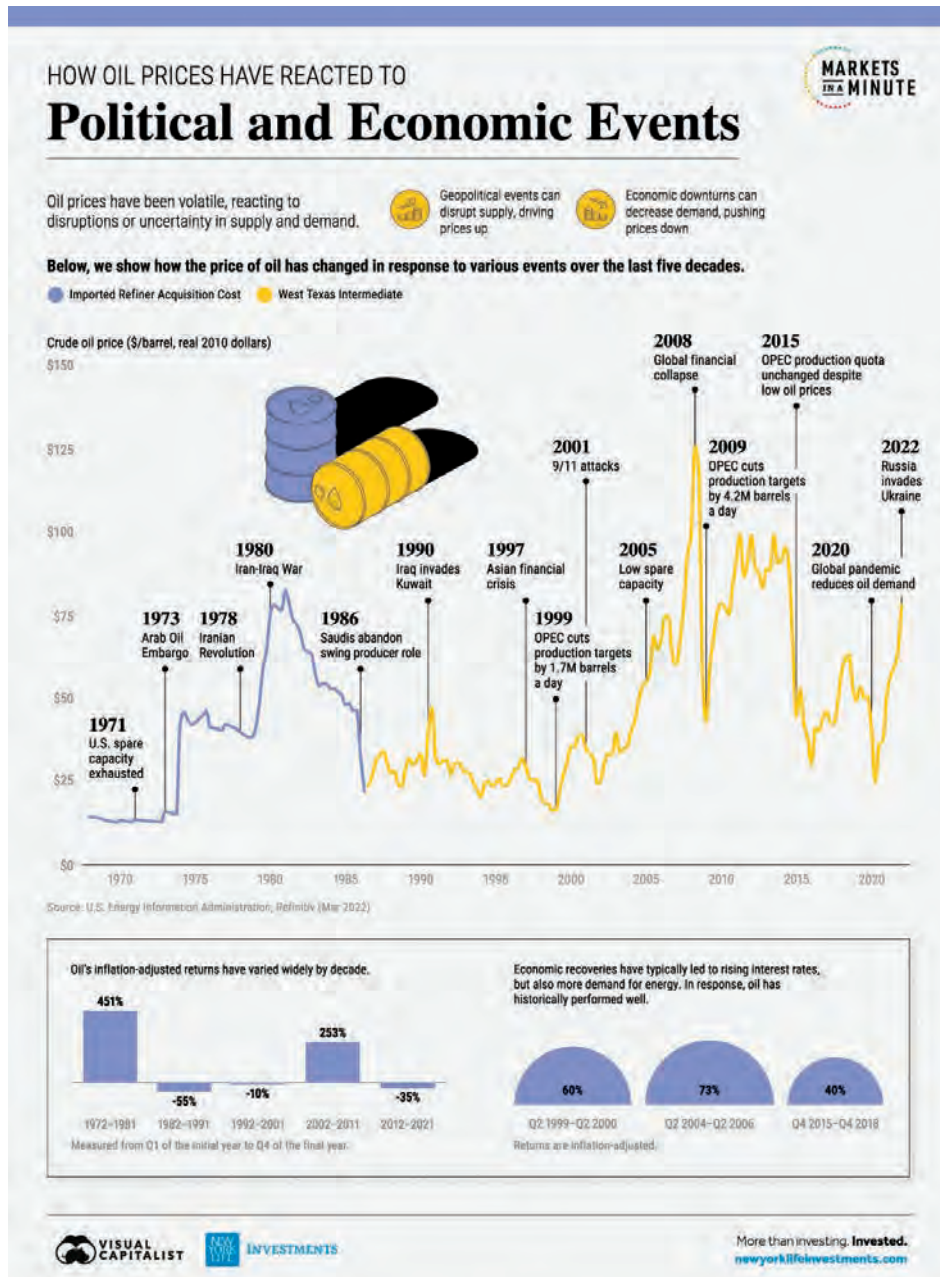 HOW OIL PRICES HAVE REACTED TO
Political and Economic Events
MARKETS
IN A MINUTE
Oil prices have been volatile, reacting to
disruptions or uncertainty in supply and demand.
Geopolitical events can
disrupt supply, driving
prices up
Economic downturns can
decrease demand, pushing
prices down
Below, we show how the price of oil has changed in response to various events over the last five decades.
Imported Refiner Acquisition Cost
West Texas Intermediate
Crude oil price ($/barrel, real 2010 dollars)
$150
$125
$100
$75
$50
$25
$0
1971
U.S. spare
capacity
exhausted
1973
Arab Oil
Embargo
1978
Iranian
Revolution
1980
Iran-Iraq War
1986
Saudis abandon
swing producer role
1990
Iraq invades
Kuwait
1997
Asian financial
crisis
1999
OPEC cuts
production targets
by 1.7M barrels
a day
2001
9/11 attacks
2005
Low spare
capacity
2008
Global financial
collapse
2009
OPEC cuts
production targets
by 4.2M barrels
a day
2015
OPEC production quota
unchanged despite
low oil prices
2020
Global pandemic
reduces oil demand
2022
Russia
invades
Ukraine
1970
1975
1980
1985
1990
1995
2000
2005
2010
2015
2020
Source: U.S. Energy Information Administration, Refinitiv (Mar 2022)
Oil's inflation-adjusted returns have varied widely by decade.
451%
-55%
-10%
253%
-35%
1972–1981
1982–1991
1992–2001
2002–2011
2012–2021
Measured from Q1 of the initial year to Q4 of the final year.
Economic recoveries have typically led to rising interest rates,
but also more demand for energy. In response, oil has
historically performed well.
60%
73%
40%
Q2 1999–Q2 2000
Q2 2004–Q2 2006
Q4 2015–Q4 2018
Returns are inflation-adjusted.
VISUAL
CAPITALIST
NEW
YORK
LIFE
INVESTMENTS
More than investing. Invested.
newyorklifeinvestments.com